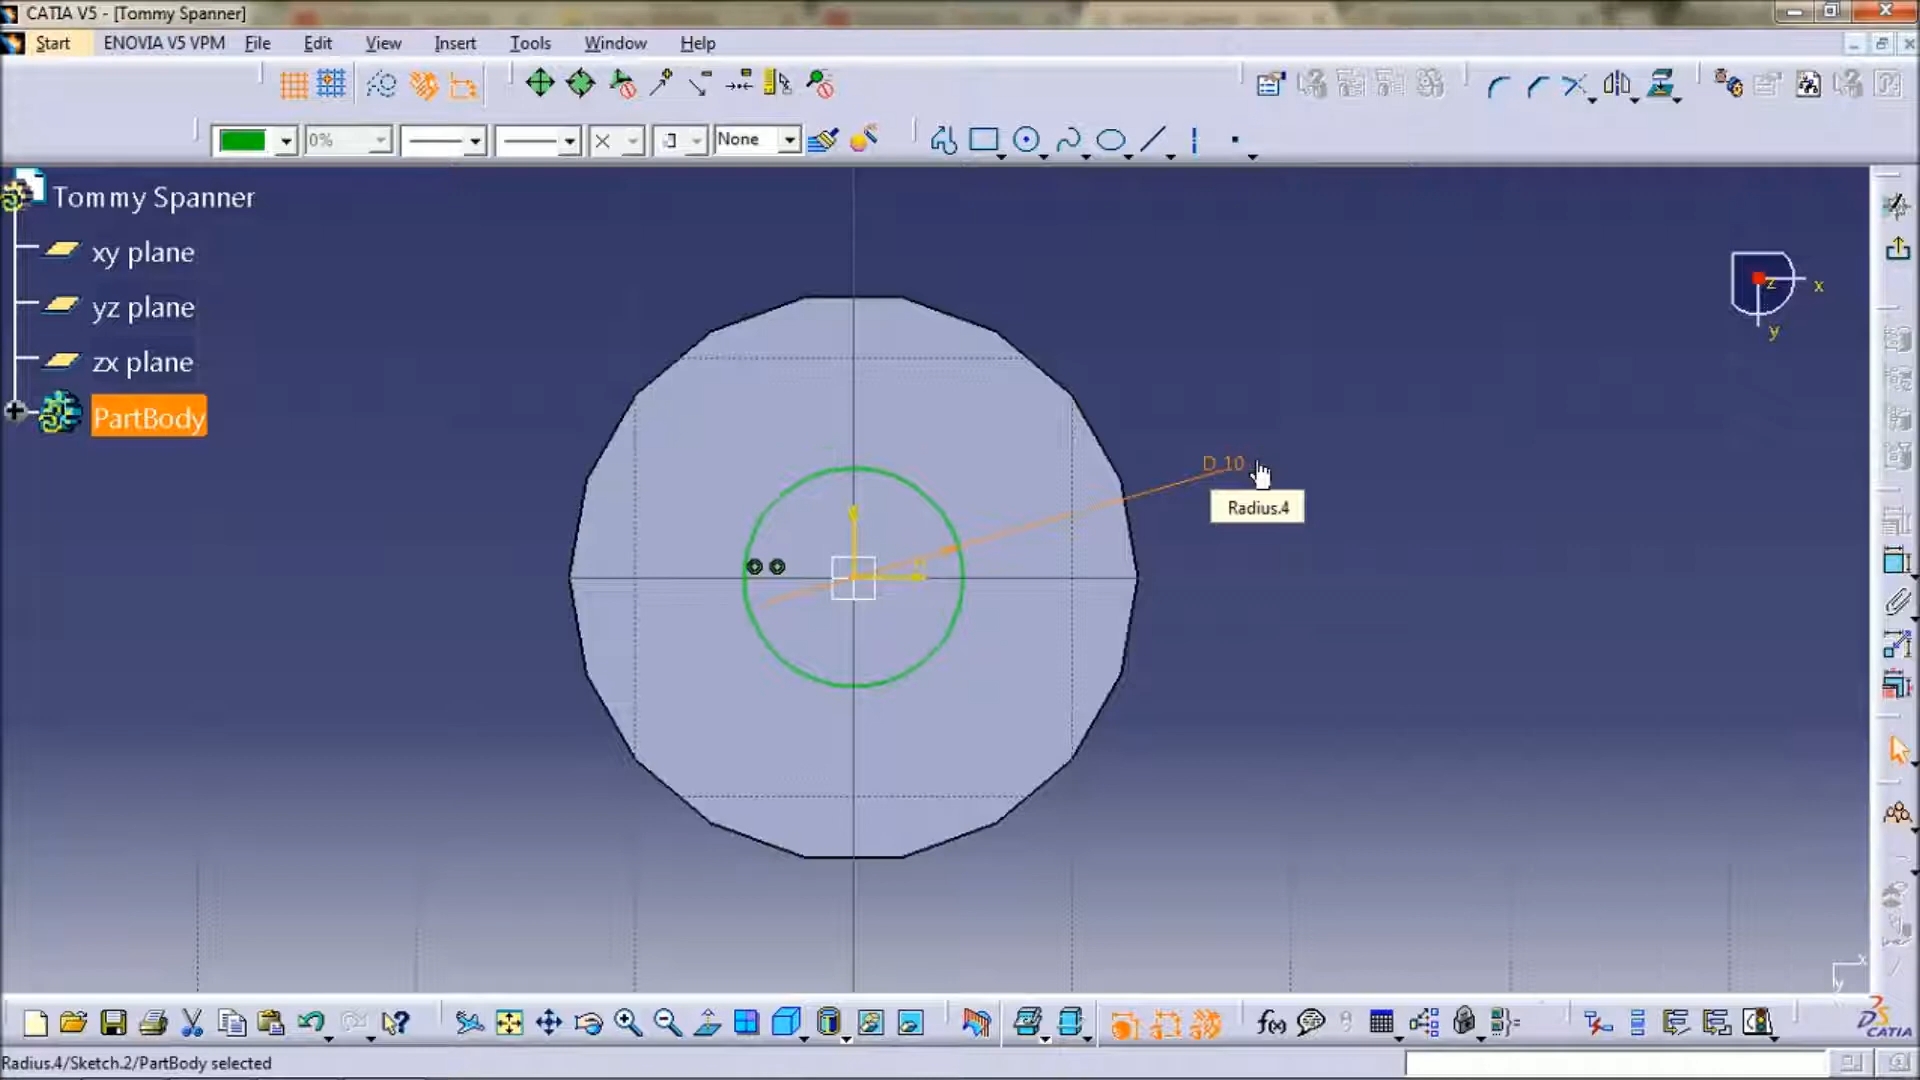 CATIA V5 - [Tommy Spanner]
Start ENOVIA V5 VPM File Edit View Insert Tools Window Help
0% None
Tommy Spanner
xy plane
yz plane
zx plane
PartBody
D 10
Radius.4
z x
y
f(x)
CATIA
Radius.4/Sketch.2/PartBody selected